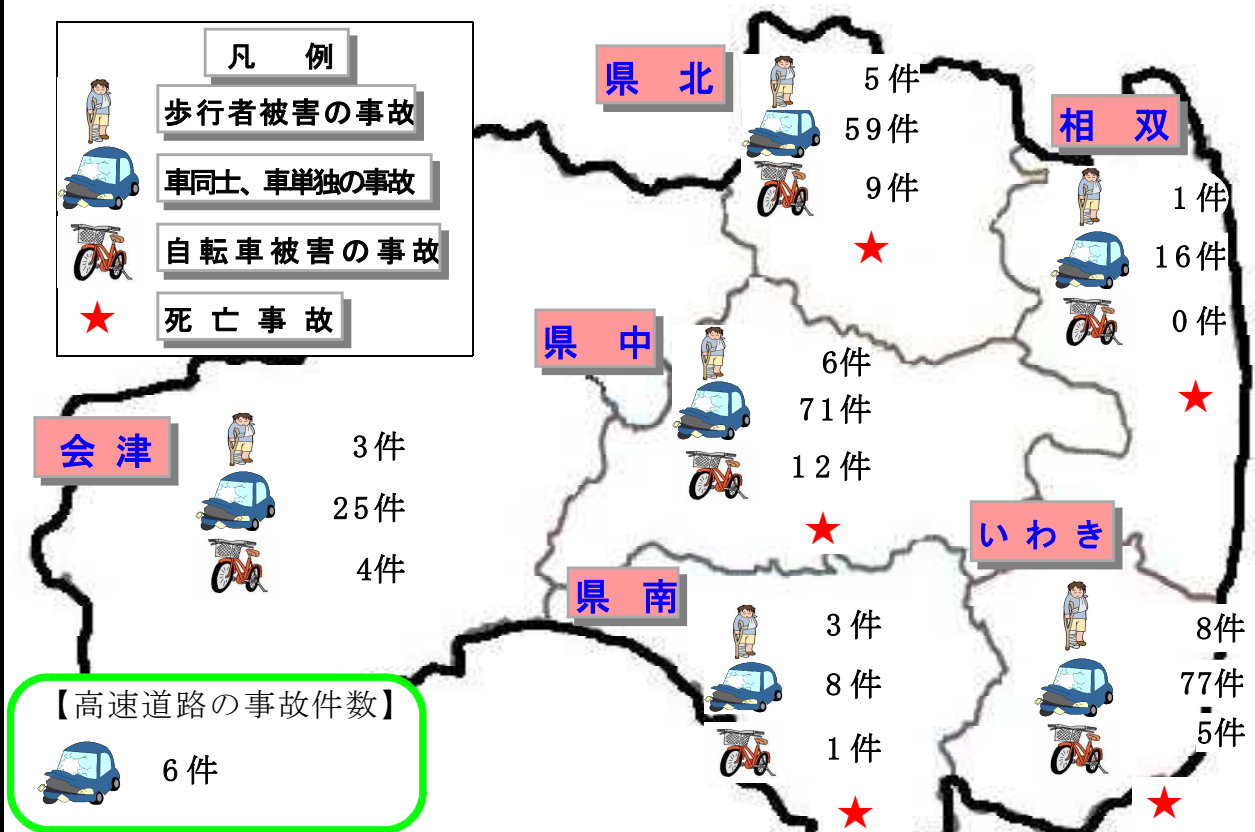 凡 例
歩行者被害の事故
車同士、車単独の事故
自転車被害の事故
死亡事故
県 北
5件
59件
9件
相 双
1件
16件
0件
県 中
6件
71件
12件
会 津
3件
25件
4件
いわき
8件
77件
5件
県 南
3件
8件
1件
【高速道路の事故件数】
6件